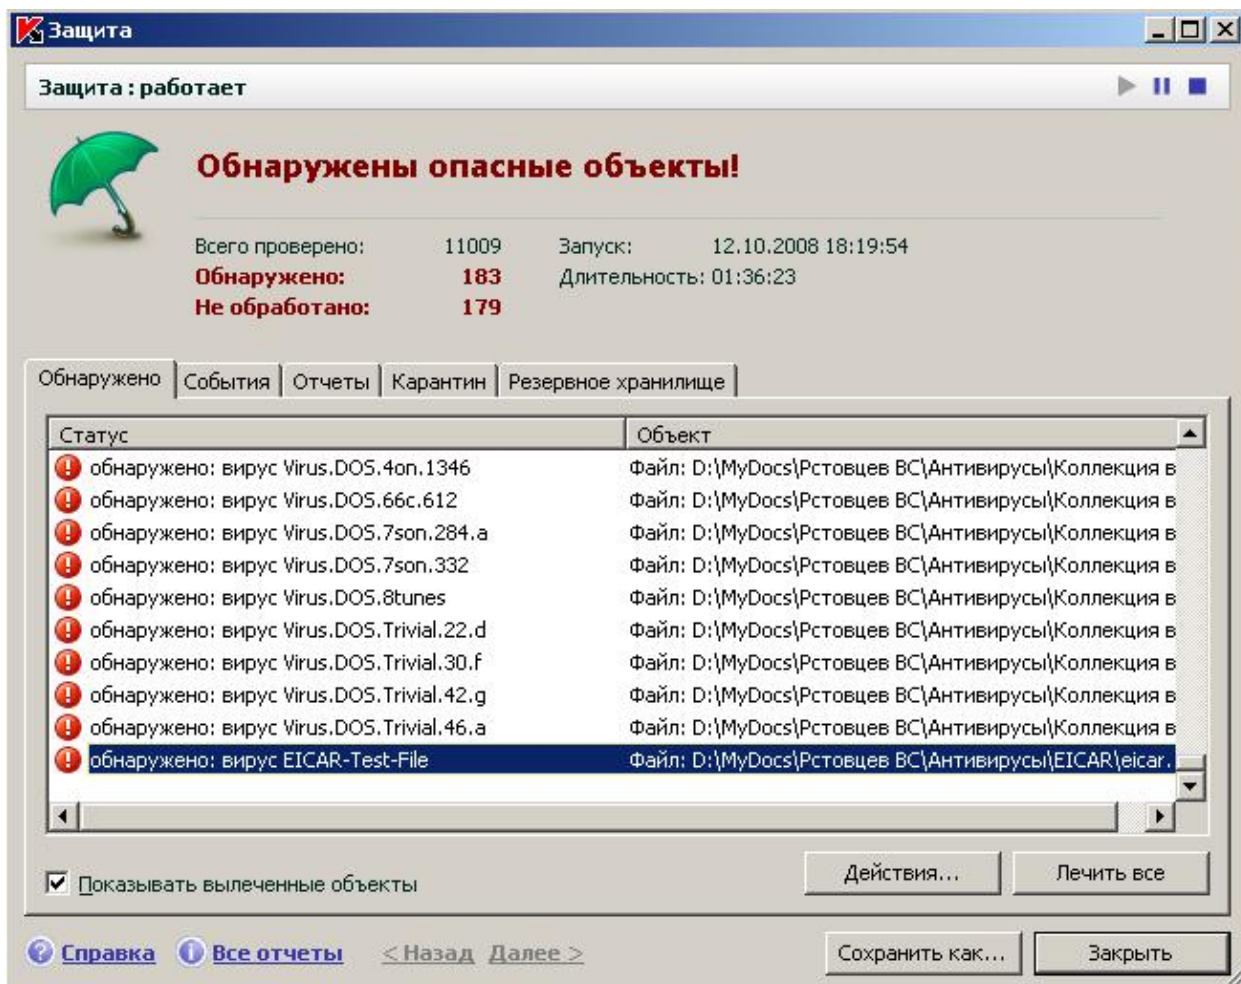 Защита
Защита : работает
Обнаружены опасные объекты!
Всего проверено: 11009 Запуск: 12.10.2008 18:19:54
Обнаружено: 183 Длительность: 01:36:23
Не обработано: 179
Обнаружено События Отчеты Карантин Резервное хранилище
Статус Объект
обнаружено: вирус Virus.DOS.4on.1346 Файл: D:\MyDocs\Рстовцев ВС\Антивирусы\Коллекция в
обнаружено: вирус Virus.DOS.66c.612 Файл: D:\MyDocs\Рстовцев ВС\Антивирусы\Коллекция в
обнаружено: вирус Virus.DOS.7son.284.a Файл: D:\MyDocs\Рстовцев ВС\Антивирусы\Коллекция в
обнаружено: вирус Virus.DOS.7son.332 Файл: D:\MyDocs\Рстовцев ВС\Антивирусы\Коллекция в
обнаружено: вирус Virus.DOS.8tunes Файл: D:\MyDocs\Рстовцев ВС\Антивирусы\Коллекция в
обнаружено: вирус Virus.DOS.Trivial.22.d Файл: D:\MyDocs\Рстовцев ВС\Антивирусы\Коллекция в
обнаружено: вирус Virus.DOS.Trivial.30.f Файл: D:\MyDocs\Рстовцев ВС\Антивирусы\Коллекция в
обнаружено: вирус Virus.DOS.Trivial.42.g Файл: D:\MyDocs\Рстовцев ВС\Антивирусы\Коллекция в
обнаружено: вирус Virus.DOS.Trivial.46.a Файл: D:\MyDocs\Рстовцев ВС\Антивирусы\Коллекция в
обнаружено: вирус EICAR-Test-File Файл: D:\MyDocs\Рстовцев ВС\Антивирусы\EICAR\eicar.
Показывать вылеченные объекты Действия... Лечить все
Справка Все отчеты < Назад Далее > Сохранить как... Закрыть